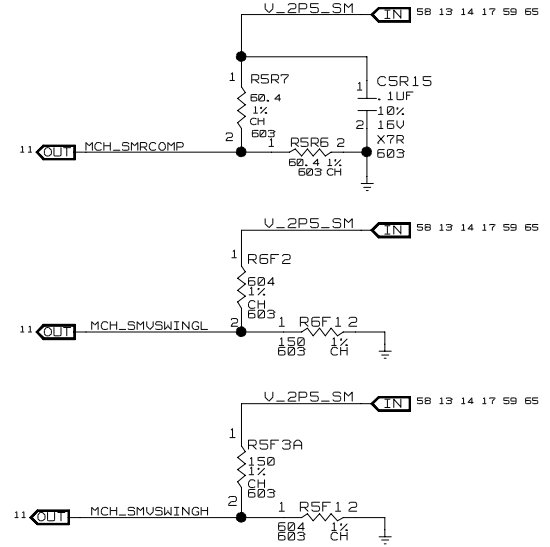 V_2P5_SM IN 58 13 14 17 59 65
1 R5R7
60.4
1%
CH
603
2
C5R15
1 .1UF
10%
16V
2 X7R
603
11 OUT MCH_SMRCOMP
1 R5R6 2
60.4 1%
603 CH
V_2P5_SM IN 58 13 14 17 59 65
1 R6F2
604
1%
CH
603
2
11 OUT MCH_SMVSWINGL
1 R6F1 2
150 1%
603 CH
V_2P5_SM IN 58 13 14 17 59 65
1 R5F3A
150
1%
CH
603
2
11 OUT MCH_SMVSWINGH
1 R5F1 2
604 1%
603 CH